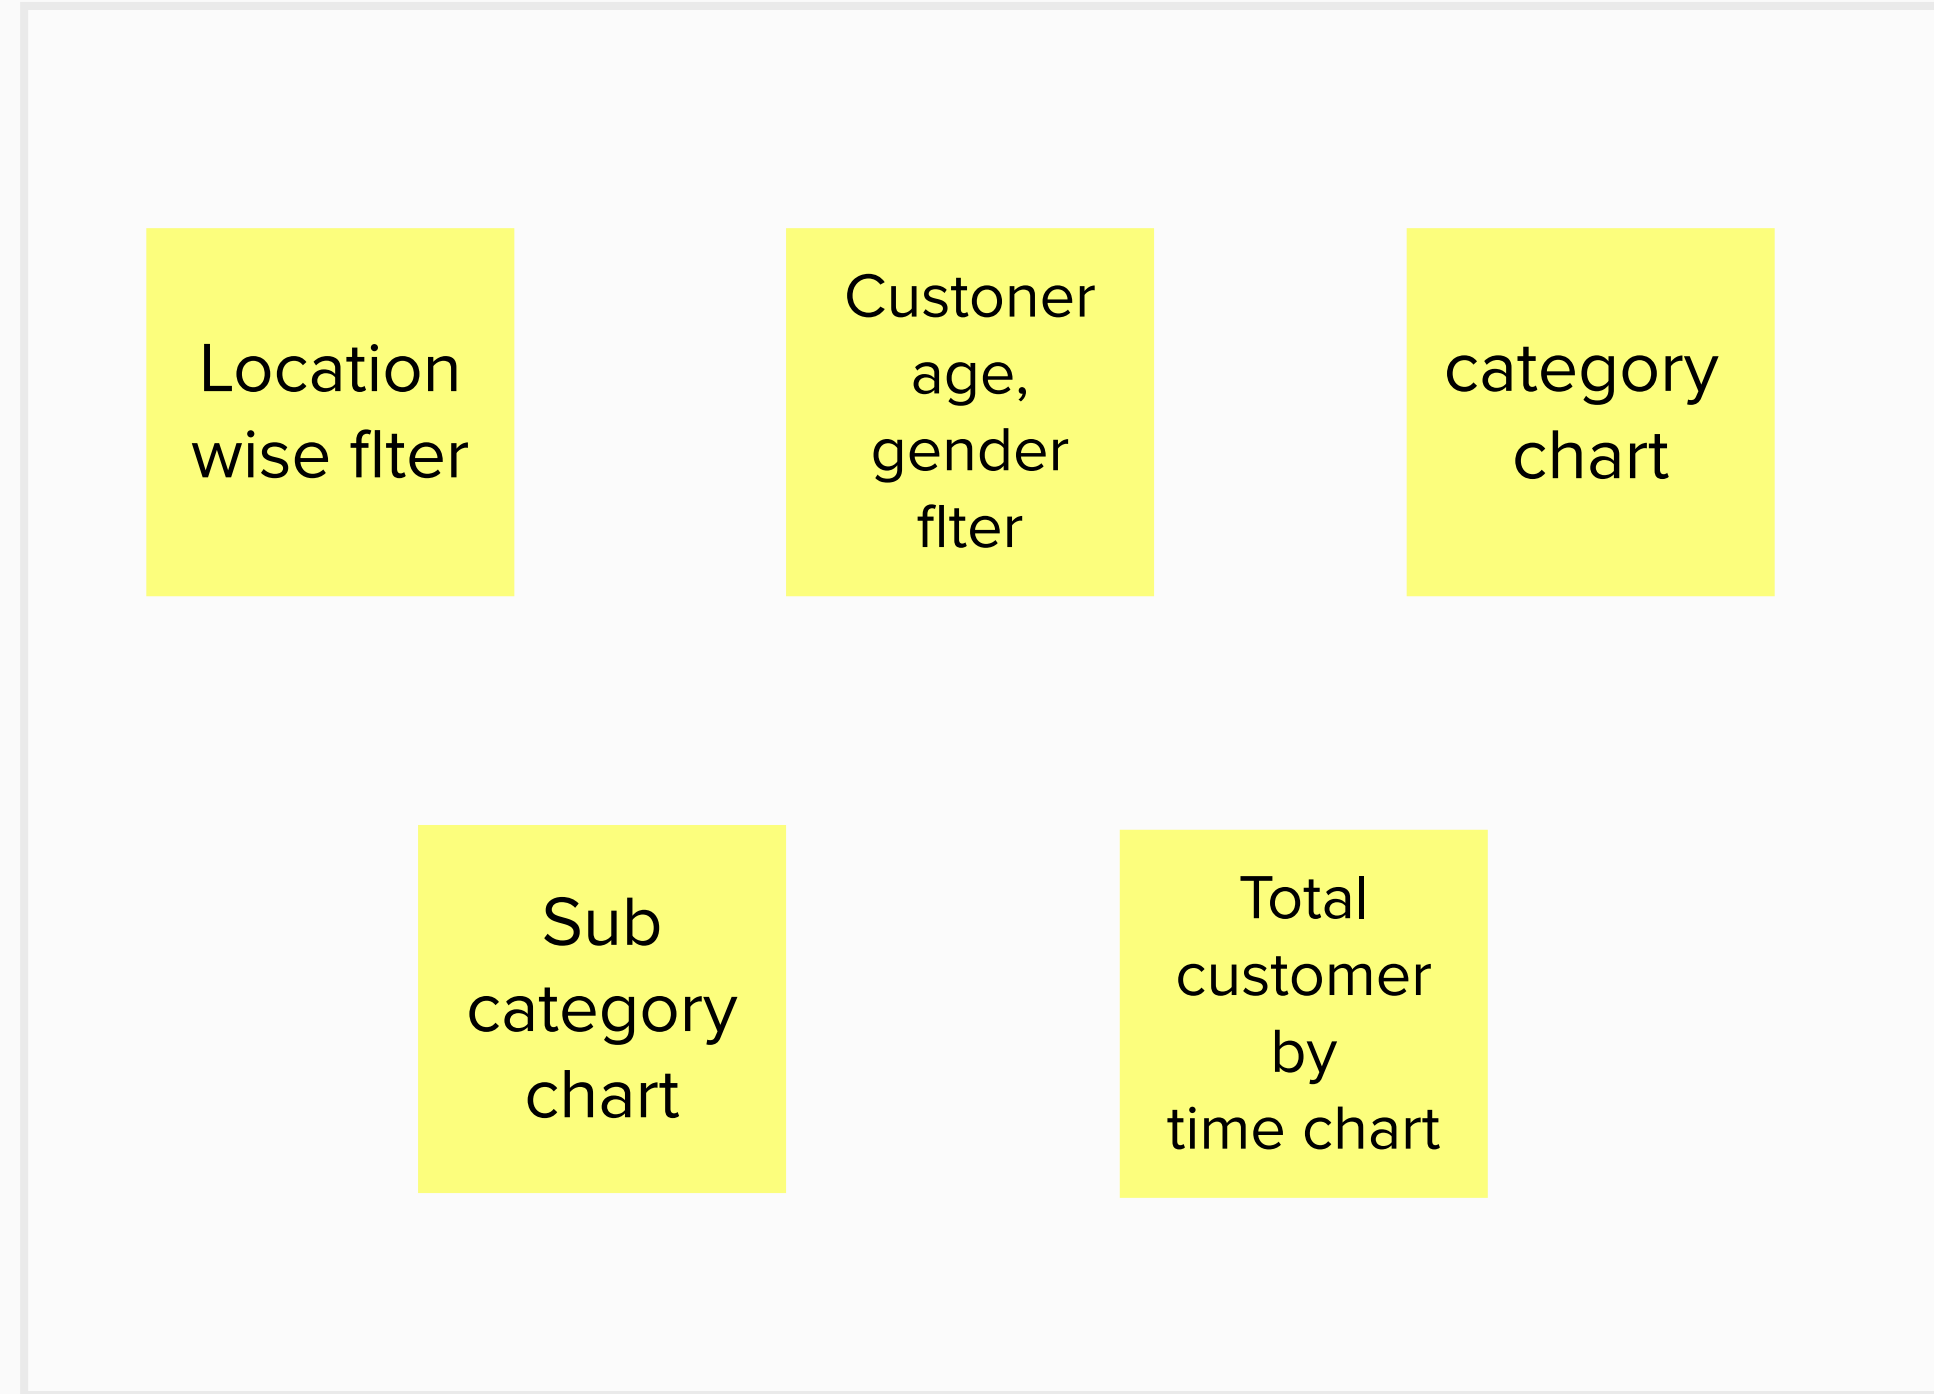 Location
wise flter
Custoner
age,
gender
flter
category
chart
Sub
category
chart
Total
customer
by
time chart